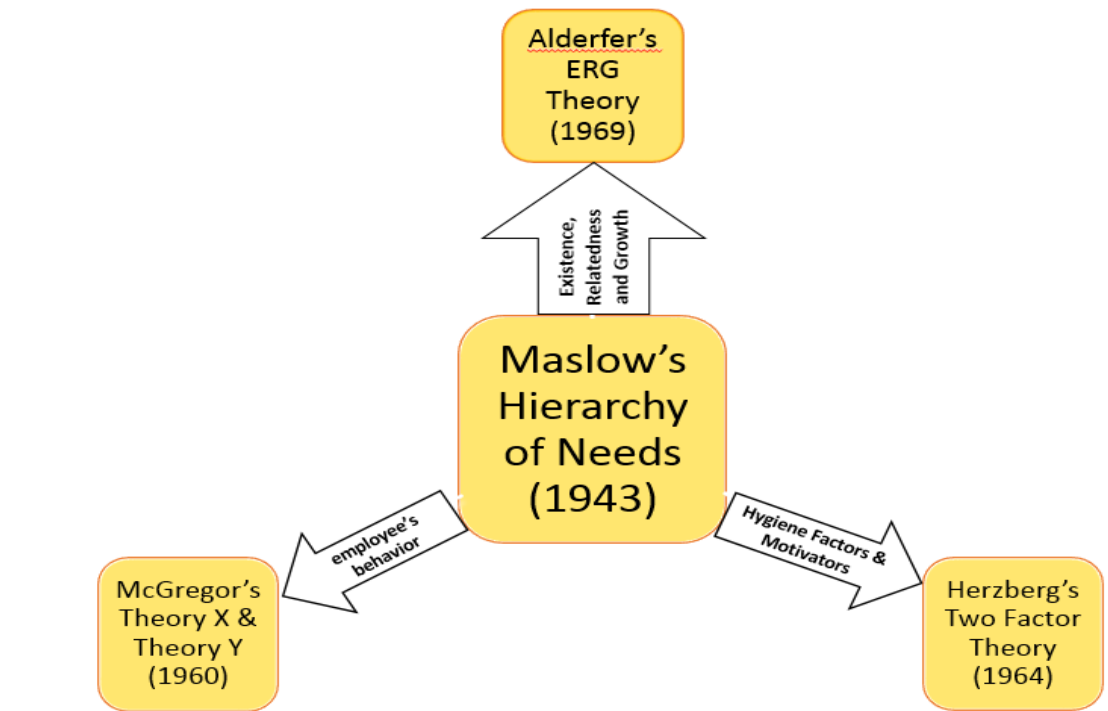 Alderfer’s
ERG
Theory
(1969)
Existence,
Relatedness
and Growth
Maslow’s
Hierarchy
of Needs
(1943)
employee’s
behavior
Hygiene Factors &
Motivators
McGregor’s
Theory X &
Theory Y
(1960)
Herzberg’s
Two Factor
Theory
(1964)